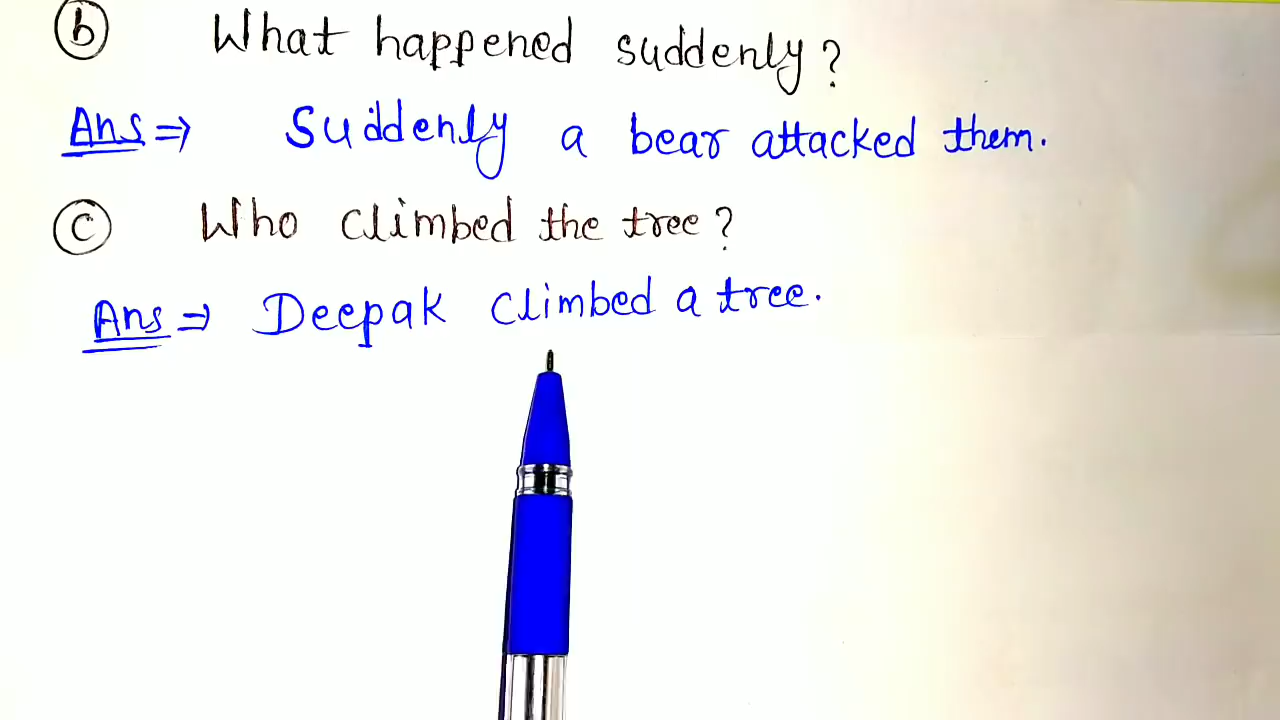 ⓑ What happened suddenly?
Ans⇒ Suddenly a bear attacked them.
ⓒ Who climbed the tree?
Ans⇒ Deepak climbed a tree.